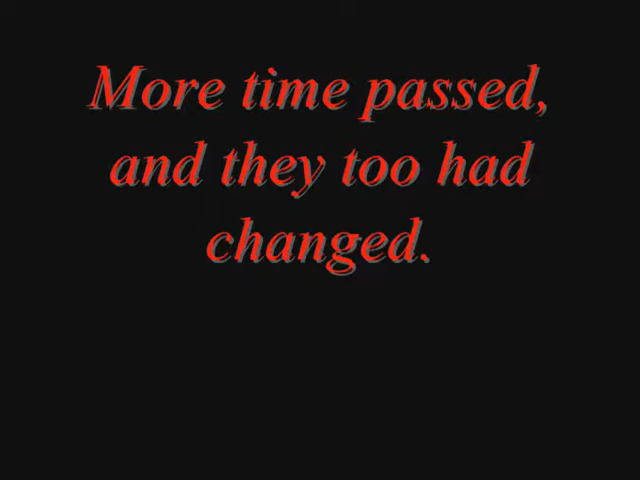 More time passed,
and they too had
changed.